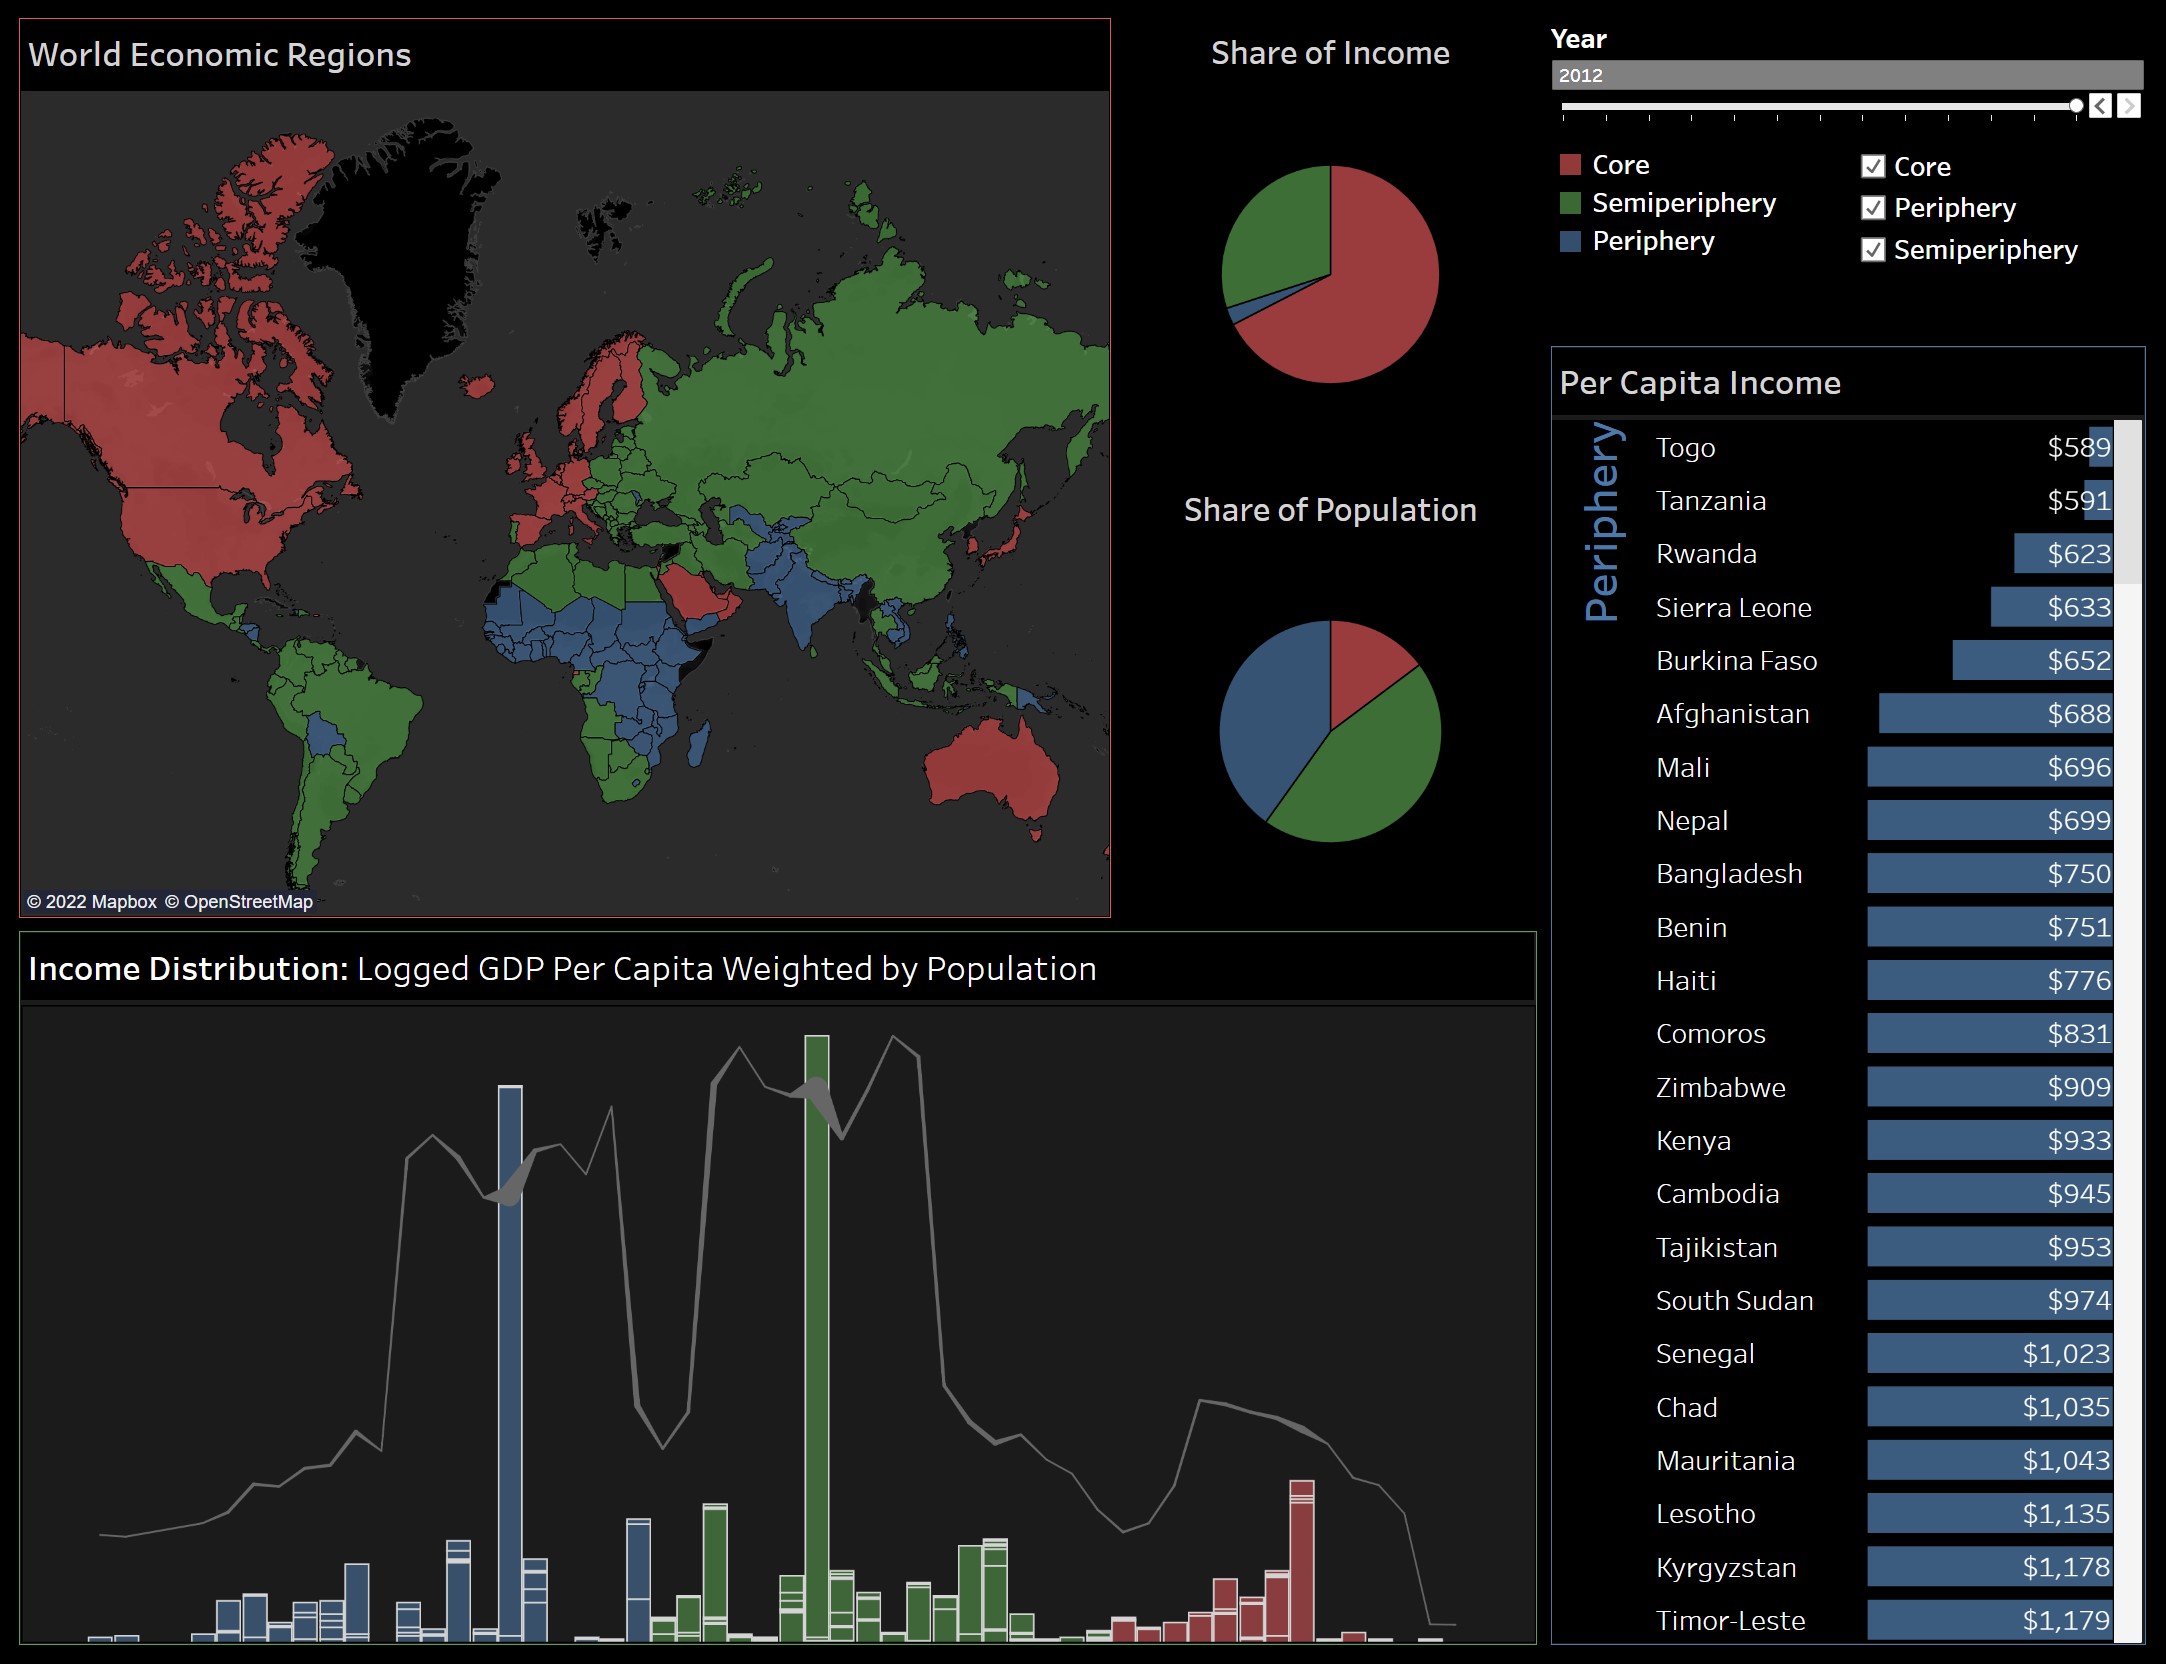 World Economic Regions
© 2022 Mapbox © OpenStreetMap
Share of Income
Share of Population
Year
2012
Core
Semiperiphery
Periphery
Core
Periphery
Semiperiphery
Income Distribution: Logged GDP Per Capita Weighted by Population
Per Capita Income
Periphery
Togo $589
Tanzania $591
Rwanda $623
Sierra Leone $633
Burkina Faso $652
Afghanistan $688
Mali $696
Nepal $699
Bangladesh $750
Benin $751
Haiti $776
Comoros $831
Zimbabwe $909
Kenya $933
Cambodia $945
Tajikistan $953
South Sudan $974
Senegal $1,023
Chad $1,035
Mauritania $1,043
Lesotho $1,135
Kyrgyzstan $1,178
Timor-Leste $1,179